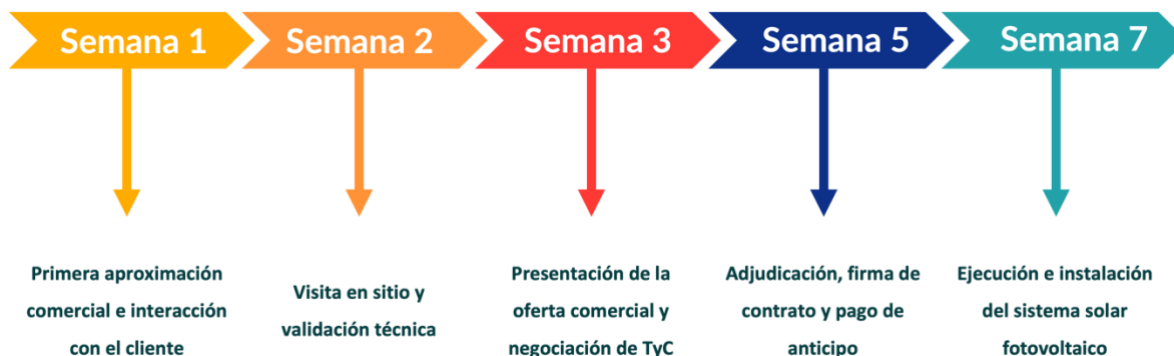 Semana 1
Semana 2
Semana 3
Semana 5
Semana 7
Primera aproximación
comercial e interacción
con el cliente
Visita en sitio y
validación técnica
Presentación de la
oferta comercial y
negociación de TyC
Adjudicación, firma de
contrato y pago de
anticipo
Ejecución e instalación
del sistema solar
fotovoltaico